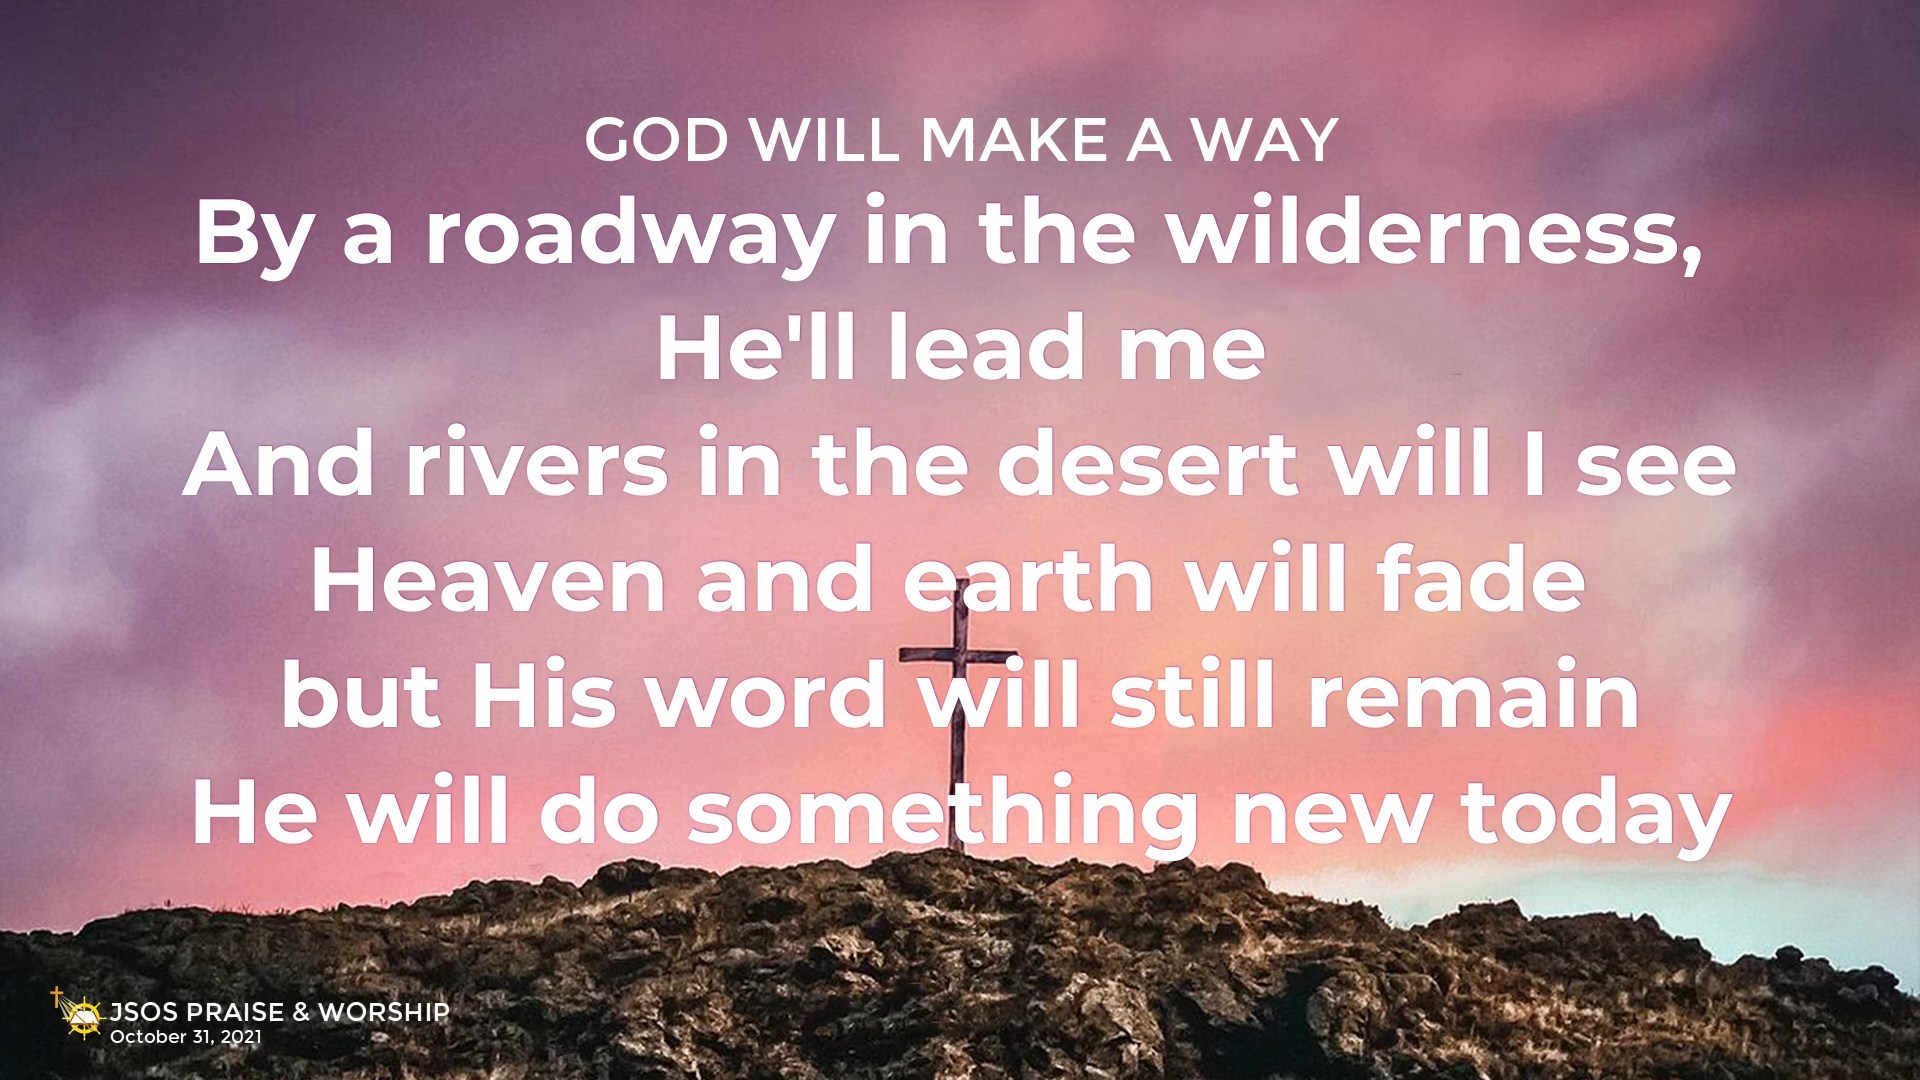 GOD WILL MAKE A WAY
By a roadway in the wilderness,
He'll lead me
And rivers in the desert will I see
Heaven and earth will fade
but His word will still remain
He will do something new today
JSOS PRAISE & WORSHIP
October 31, 2021